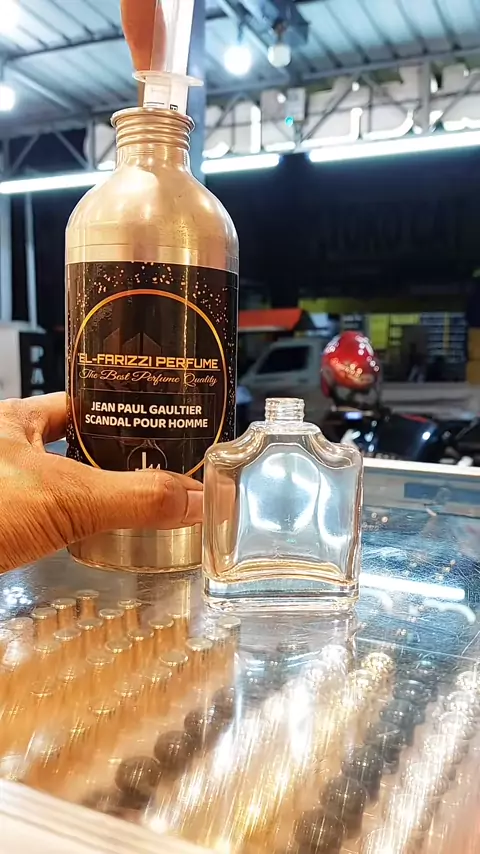 EL-FARIZZI PERFUME
The Best Perfume Quality
JEAN PAUL GAULTIER
SCANDAL POUR HOMME